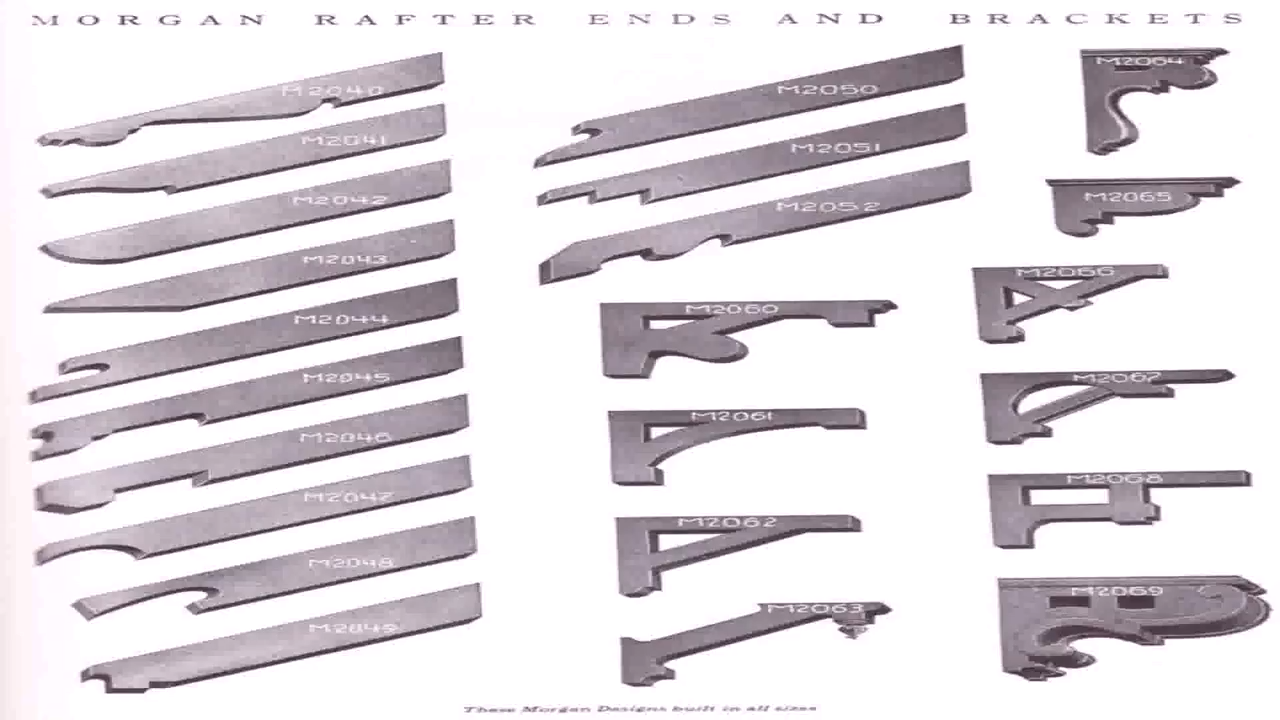 MORGAN RAFTER ENDS AND BRACKETS
M2040
M2041
M2042
M2043
M2044
M2045
M2046
M2047
M2048
M2049
M2050
M2051
M2052
M2060
M2061
M2062
M2063
M2064
M2065
M2066
M2067
M2068
M2069
These Morgan Designs built in all sizes